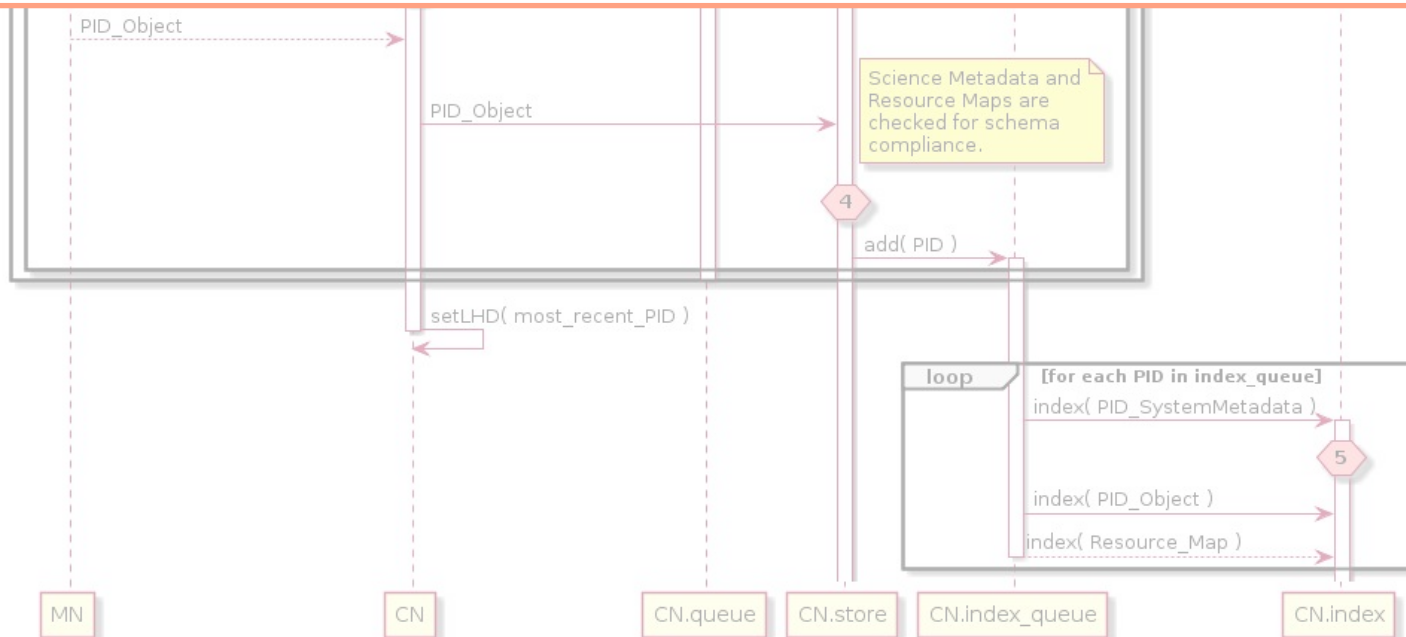 PID_Object
Science Metadata and
Resource Maps are
checked for schema
compliance.
PID_Object
4
add( PID )
setLHD( most_recent_PID )
loop [for each PID in index_queue]
index( PID_SystemMetadata )
5
index( PID_Object )
index( Resource_Map )
MN CN CN.queue CN.store CN.index_queue CN.index